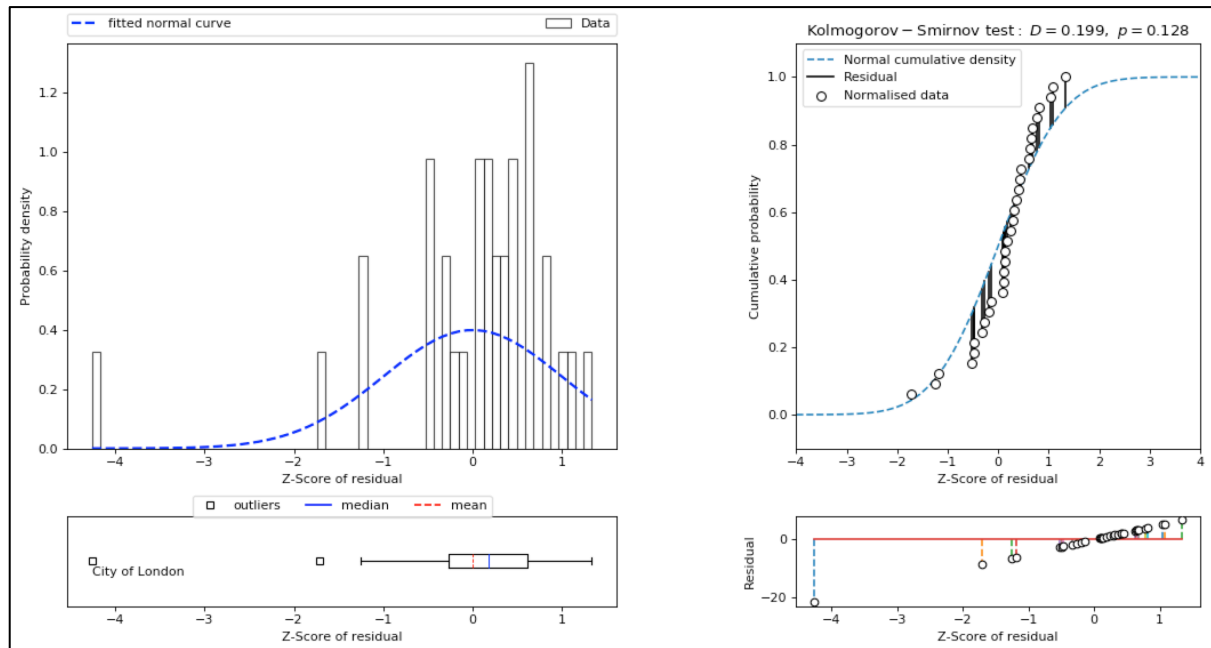 fitted normal curve
Data
1.2
1.0
0.8
0.6
0.4
0.2
0.0
Probability density
−4 −3 −2 −1 0 1
Z-Score of residual
outliers median mean
City of London
−4 −3 −2 −1 0 1
Z-Score of residual
Kolmogorov − Smirnov test : D = 0.199, p = 0.128
Normal cumulative density
Residual
Normalised data
1.0
0.8
0.6
0.4
0.2
0.0
Cumulative probability
−4 −3 −2 −1 0 1 2 3 4
Z-Score of residual
0
−20
Residual
−4 −3 −2 −1 0 1
Z-Score of residual